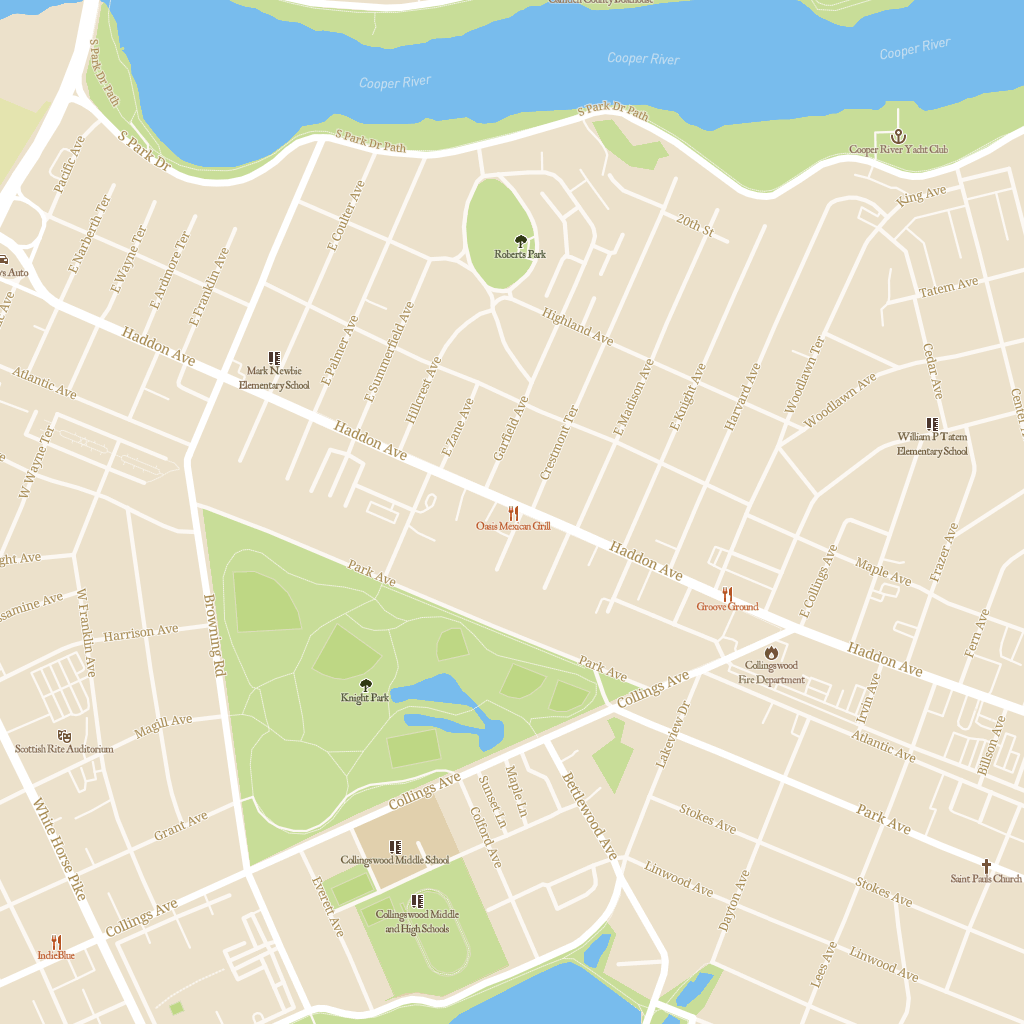 Camden County Boathouse
Cooper River
Cooper River
Cooper River
S Park Dr Path
S Park Dr
S Park Dr Path
S Park Dr Path
Cooper River Yacht Club
Pacific Ave
E Narberth Ter
E Wayne Ter
E Ardmore Ter
E Franklin Ave
E Coulter Ave
20th St
King Ave
Roberts Park
's Auto
Tatem Ave
Haddon Ave
Highland Ave
Mark Newbie
Elementary School
E Palmer Ave
E Summerfield Ave
Hillcrest Ave
E Zane Ave
Garfield Ave
Crestmont Ter
E Madison Ave
E Knight Ave
Harvard Ave
Woodlawn Ter
Woodlawn Ave
Cedar Ave
Atlantic Ave
W Wayne Ter
Haddon Ave
William P Tatem
Elementary School
Oasis Mexican Grill
Haddon Ave
Park Ave
Maple Ave
Frazer Ave
E Collings Ave
Groove Ground
Fern Ave
W Franklin Ave
Harrison Ave
Browning Rd
Park Ave
Collingswood
Fire Department
Haddon Ave
Knight Park
Collings Ave
Irvin Ave
Lakeview Dr
Magill Ave
Scottish Rite Auditorium
Atlantic Ave
Billson Ave
Collings Ave
Sunset Ln
Maple Ln
Colford Ave
Bettlewood Ave
Stokes Ave
Park Ave
White Horse Pike
Grant Ave
Collingswood Middle School
Linwood Ave
Dayton Ave
Stokes Ave
Saint Pauls Church
Everett Ave
Collingswood Middle
and High Schools
Collings Ave
IndieBlue
Lees Ave
Linwood Ave